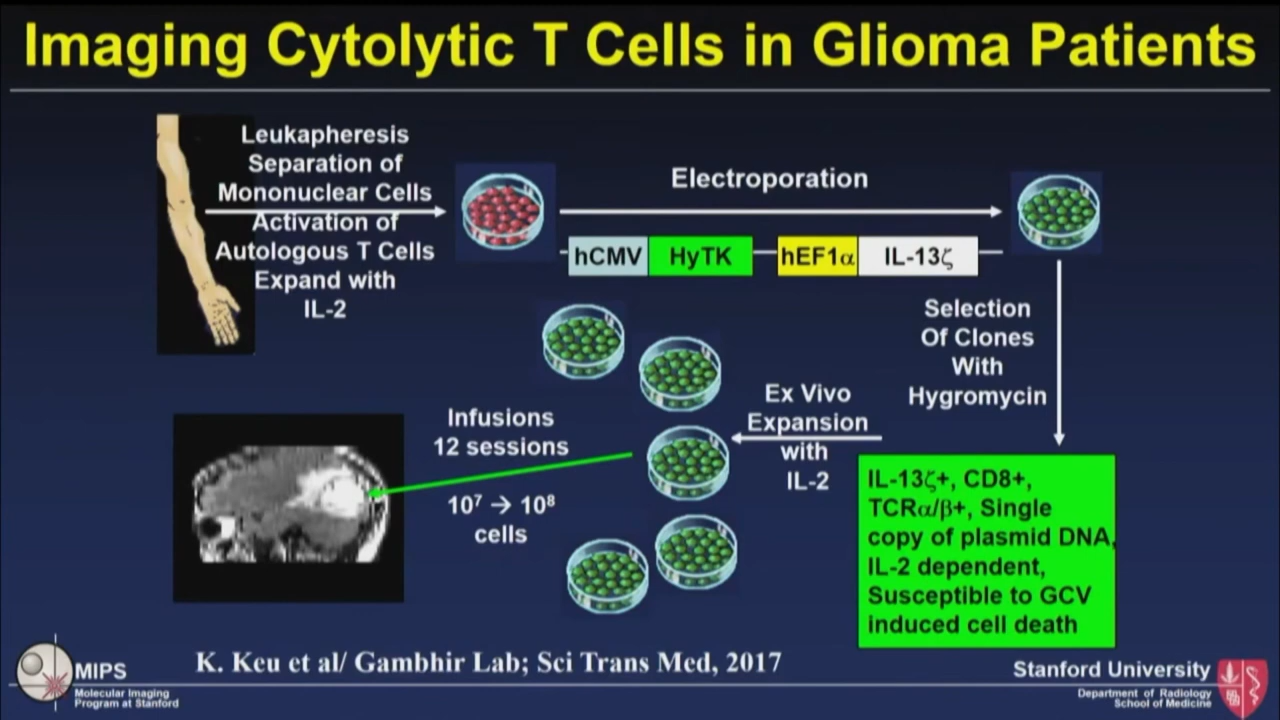 Imaging Cytolytic T Cells in Glioma Patients
Leukapheresis
Separation of
Mononuclear Cells
Activation of
Autologous T Cells
Expand with
IL-2
Electroporation
hCMV HyTK hEF1α IL-13ζ
Selection
Of Clones
With
Hygromycin
IL-13ζ+, CD8+,
TCRα/β+, Single
copy of plasmid DNA,
IL-2 dependent,
Susceptible to GCV
induced cell death
Ex Vivo
Expansion
with
IL-2
Infusions
12 sessions
10⁷ → 10⁸
cells
K. Keu et al/ Gambhir Lab; Sci Trans Med, 2017
MIPS
Molecular Imaging
Program at Stanford
Stanford University
Department of Radiology
School of Medicine